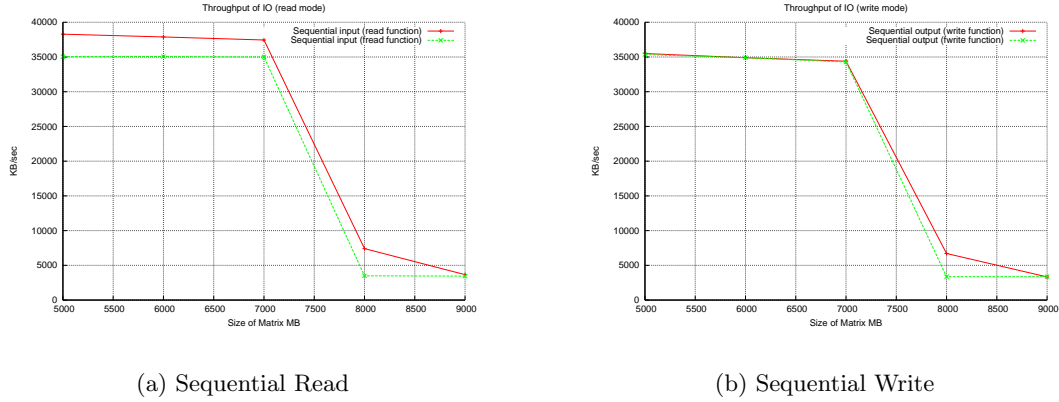 Throughput of IO (read mode)
40000
35000
30000
25000
20000
15000
10000
5000
0
KB/sec
Sequential input (read function)
Sequential input (fread function)
5000 5500 6000 6500 7000 7500 8000 8500 9000
Size of Matrix MB
(a) Sequential Read
Throughput of IO (write mode)
40000
35000
30000
25000
20000
15000
10000
5000
0
KB/sec
Sequential output (write function)
Sequential output (fwrite function)
5000 5500 6000 6500 7000 7500 8000 8500 9000
Size of Matrix MB
(b) Sequential Write